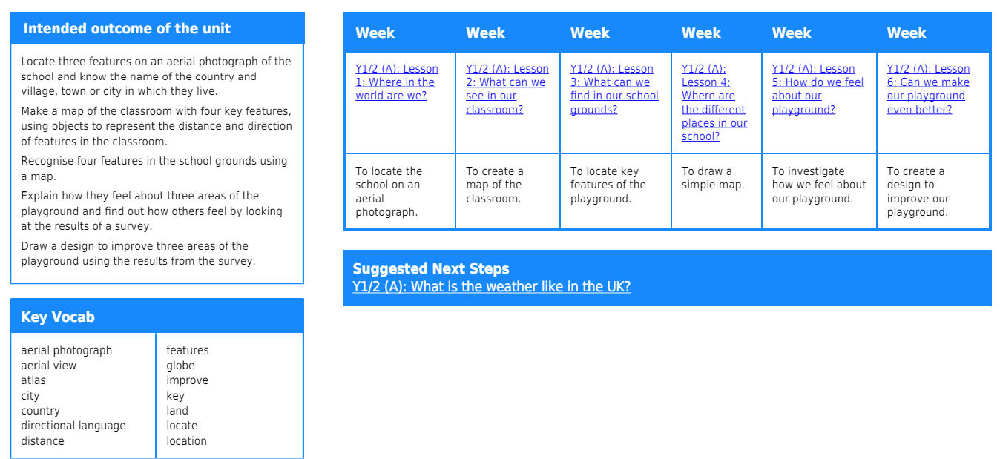 Intended outcome of the unit
Locate three features on an aerial photograph of the
school and know the name of the country and
village, town or city in which they live.
Make a map of the classroom with four key features,
using objects to represent the distance and direction
of features in the classroom.
Recognise four features in the school grounds using
a map.
Explain how they feel about three areas of the
playground and find out how others feel by looking
at the results of a survey.
Draw a design to improve three areas of the
playground using the results from the survey.
Key Vocab
aerial photograph
aerial view
atlas
city
country
directional language
distance
features
globe
improve
key
land
locate
location
Week
Week
Week
Week
Week
Week
Y1/2 (A): Lesson
1: Where in the
world are we?
Y1/2 (A): Lesson
2: What can we
see in our
classroom?
Y1/2 (A): Lesson
3: What can we
find in our school
grounds?
Y1/2 (A):
Lesson 4:
Where are
the different
places in our
school?
Y1/2 (A): Lesson
5: How do we feel
about our
playground?
Y1/2 (A): Lesson
6: Can we make
our playground
even better?
To locate the
school on an
aerial
photograph.
To create a
map of the
classroom.
To locate key
features of the
playground.
To draw a
simple map.
To investigate
how we feel about
our playground.
To create a
design to
improve our
playground.
Suggested Next Steps
Y1/2 (A): What is the weather like in the UK?